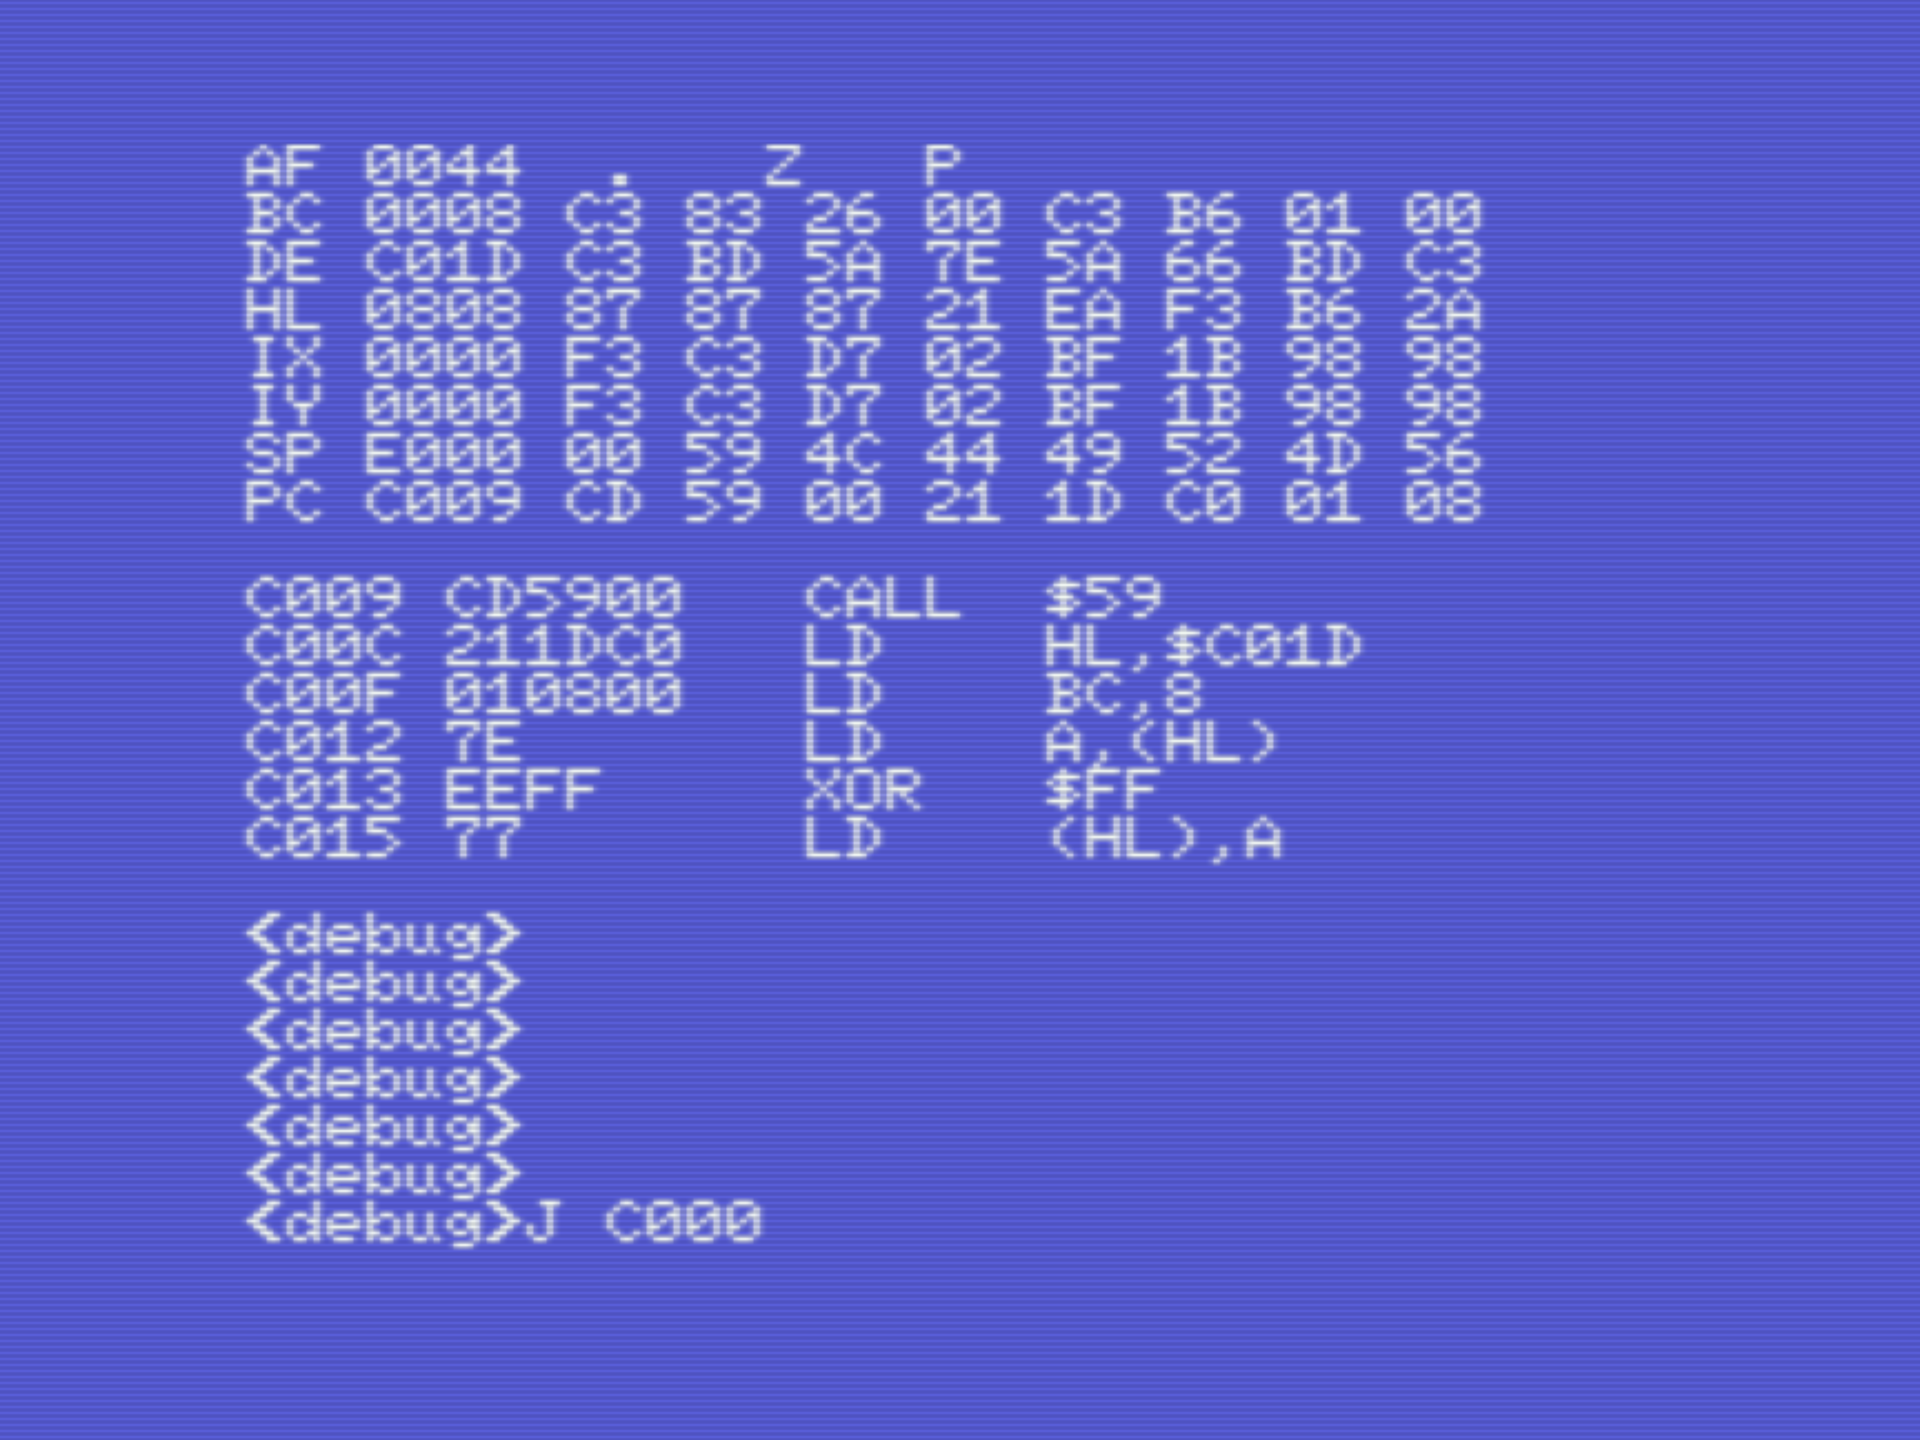 AF 0044  .   Z   P
BC 0008 C3 83 26 00 C3 B6 01 00
DE C01D C3 BD 5A 7E 5A 66 BD C3
HL 0808 87 87 87 21 EA F3 B6 2A
IX 0000 F3 C3 D7 02 BF 1B 98 98
IY 0000 F3 C3 D7 02 BF 1B 98 98
SP E000 00 59 4C 44 49 52 4D 56
PC C009 CD 59 00 21 1D C0 01 08
C009 CD5900   CALL  $59
C00C 211DC0   LD    HL,$C01D
C00F 010800   LD    BC,8
C012 7E       LD    A,(HL)
C013 EEFF     XOR   $FF
C015 77       LD    (HL),A
<debug>
<debug>
<debug>
<debug>
<debug>
<debug>
<debug>J C000